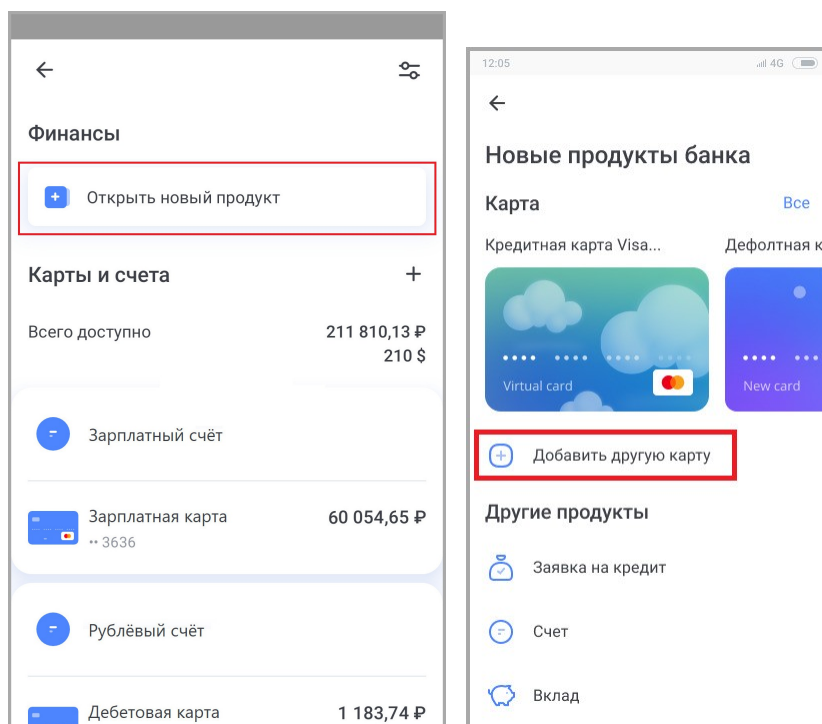 Финансы
Открыть новый продукт
Карты и счета
Всего доступно 211 810,13 ₽
210 $
Зарплатный счёт
Зарплатная карта 60 054,65 ₽
•• 3636
Рублёвый счёт
Дебетовая карта 1 183,74 ₽
12:05 4G
Новые продукты банка
Карта Все
Кредитная карта Visa... Дефолтная к
•••• •••• •••• •••• •••• •••
Virtual card New card
Добавить другую карту
Другие продукты
Заявка на кредит
Счет
Вклад